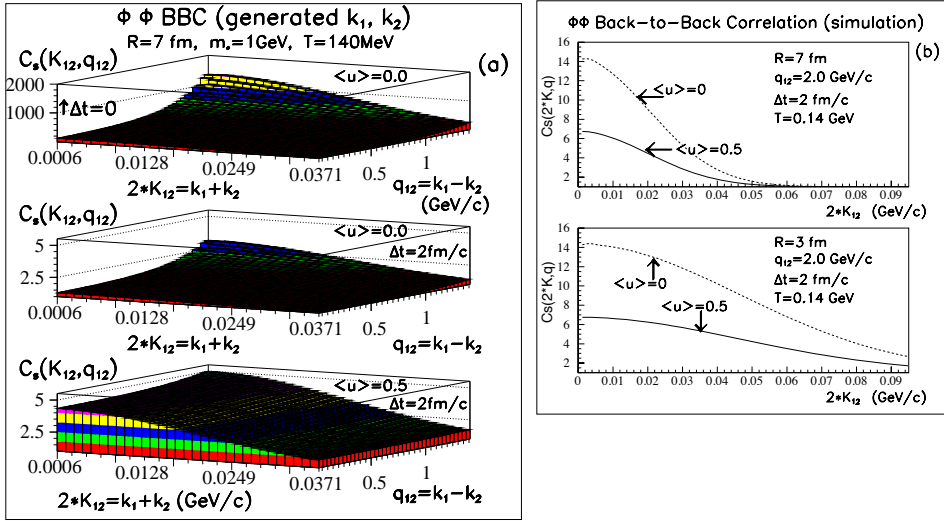 ϕ ϕ BBC (generated k₁, k₂)
R=7 fm, m*=1GeV, T=140MeV
(a)
Cₛ(K₁₂,q₁₂)
<u>=0.0
2000
1000
↑Δt=0
0.0006
0.0128
0.0249
0.0371
0.5
1
2*K₁₂=k₁+k₂
q₁₂=k₁-k₂
(GeV/c)
Cₛ(K₁₂,q₁₂)
<u>=0.0
Δt=2fm/c
5
2.5
0.0006
0.0128
0.0249
0.0371
0.5
1
2*K₁₂=k₁+k₂
q₁₂=k₁-k₂
Cₛ(K₁₂,q₁₂)
<u>=0.5
Δt=2fm/c
5
2.5
0.0006
0.0128
0.0249
0.0371
0.5
1
2*K₁₂=k₁+k₂ (GeV/c)
q₁₂=k₁-k₂
ϕϕ Back-to-Back Correlation (simulation)
(b)
Cs(2*K,q)
16
14
12
10
8
6
4
2
R=7 fm
q₁₂=2.0 GeV/c
Δt=2 fm/c
T=0.14 GeV
<u>=0
<u>=0.5
0 0.01 0.02 0.03 0.04 0.05 0.06 0.07 0.08 0.09
2*K₁₂ (GeV/c)
Cs(2*K,q)
16
14
12
10
8
6
4
2
R=3 fm
q₁₂=2.0 GeV/c
Δt=2 fm/c
T=0.14 GeV
<u>=0
<u>=0.5
0 0.01 0.02 0.03 0.04 0.05 0.06 0.07 0.08 0.09
2*K₁₂ (GeV/c)